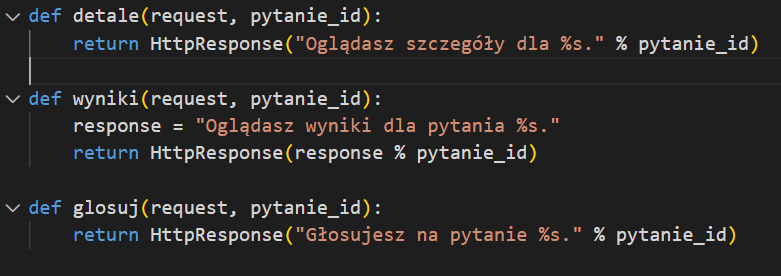 def detale(request, pytanie_id):
    return HttpResponse("Oglądasz szczegóły dla %s." % pytanie_id)
def wyniki(request, pytanie_id):
    response = "Oglądasz wyniki dla pytania %s."
    return HttpResponse(response % pytanie_id)
def glosuj(request, pytanie_id):
    return HttpResponse("Głosujesz na pytanie %s." % pytanie_id)